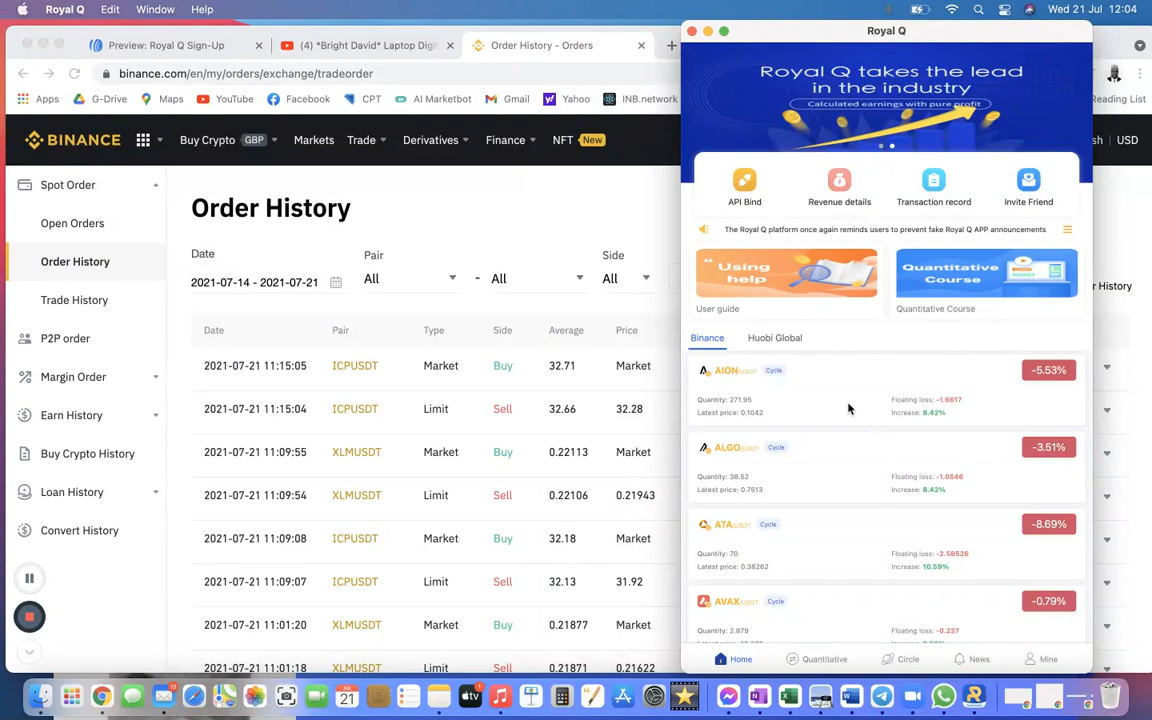 Royal Q Edit Window Help Wed 21 Jul 12:04
Preview: Royal Q Sign-Up (4) *Bright David* Laptop Digi Order History - Orders
binance.com/en/my/orders/exchange/tradeorder
Apps G-Drive Maps YouTube Facebook CPT AI Marketbot Gmail Yahoo INB.network Reading List
BINANCE Buy Crypto GBP Markets Trade Derivatives Finance NFT New sh USD
Spot Order
Open Orders
Order History
Trade History
P2P order
Margin Order
Earn History
Buy Crypto History
Loan History
Convert History
Order History
Date Pair Side
2021-07-14 - 2021-07-21 All - All All r History
Date Pair Type Side Average Price
2021-07-21 11:15:05 ICPUSDT Market Buy 32.71 Market
2021-07-21 11:15:04 ICPUSDT Limit Sell 32.66 32.28
2021-07-21 11:09:55 XLMUSDT Market Buy 0.22113 Market
2021-07-21 11:09:54 XLMUSDT Limit Sell 0.22106 0.21943
2021-07-21 11:09:08 ICPUSDT Market Buy 32.18 Market
2021-07-21 11:09:07 ICPUSDT Limit Sell 32.13 31.92
2021-07-21 11:01:20 XLMUSDT Market Buy 0.21877 Market
2021-07-21 11:01:18 XLMUSDT Limit Sell 0.21871 0.21622
Royal Q
Royal Q takes the lead
in the industry
Calculated earnings with pure profit
API Bind Revenue details Transaction record Invite Friend
The Royal Q platform once again reminds users to prevent fake Royal Q APP announcements
Using
help
Quantitative
Course
User guide Quantitative Course
Binance Huobi Global
AION/USDT Cycle -5.53%
Quantity: 271.95 Floating loss: -1.6617
Latest price: 0.1042 Increase: 8.42%
ALGO/USDT Cycle -3.51%
Quantity: 38.52 Floating loss: -1.0546
Latest price: 0.7513 Increase: 8.42%
ATA/USDT Cycle -8.69%
Quantity: 70 Floating loss: -2.58526
Latest price: 0.38262 Increase: 10.59%
AVAX/USDT Cycle -0.79%
Quantity: 2.879 Floating loss: -0.237
Home Quantitative Circle News Mine